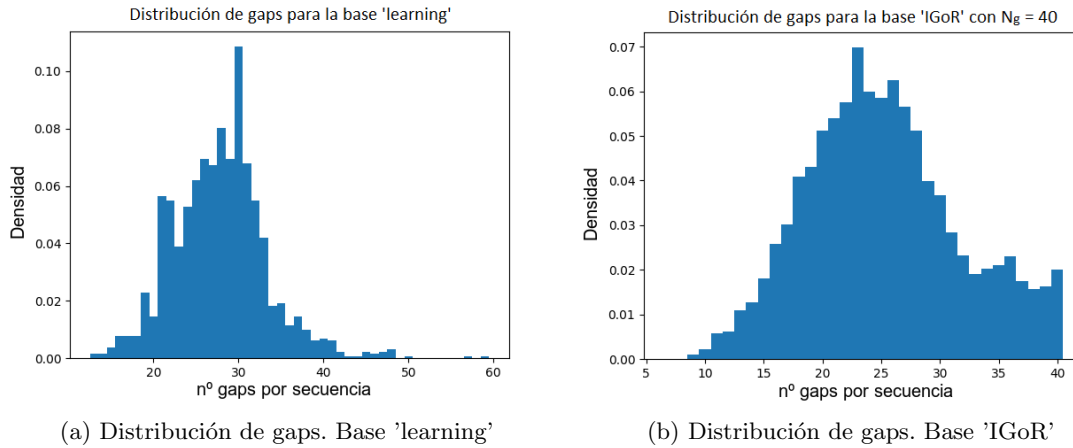 Distribución de gaps para la base 'learning'
0.10
0.08
0.06
0.04
0.02
0.00
Densidad
20 30 40 50 60
nº gaps por secuencia
(a) Distribución de gaps. Base ’learning’
Distribución de gaps para la base 'IGoR' con Ng = 40
0.07
0.06
0.05
0.04
0.03
0.02
0.01
0.00
Densidad
5 10 15 20 25 30 35 40
nº gaps por secuencia
(b) Distribución de gaps. Base ’IGoR’